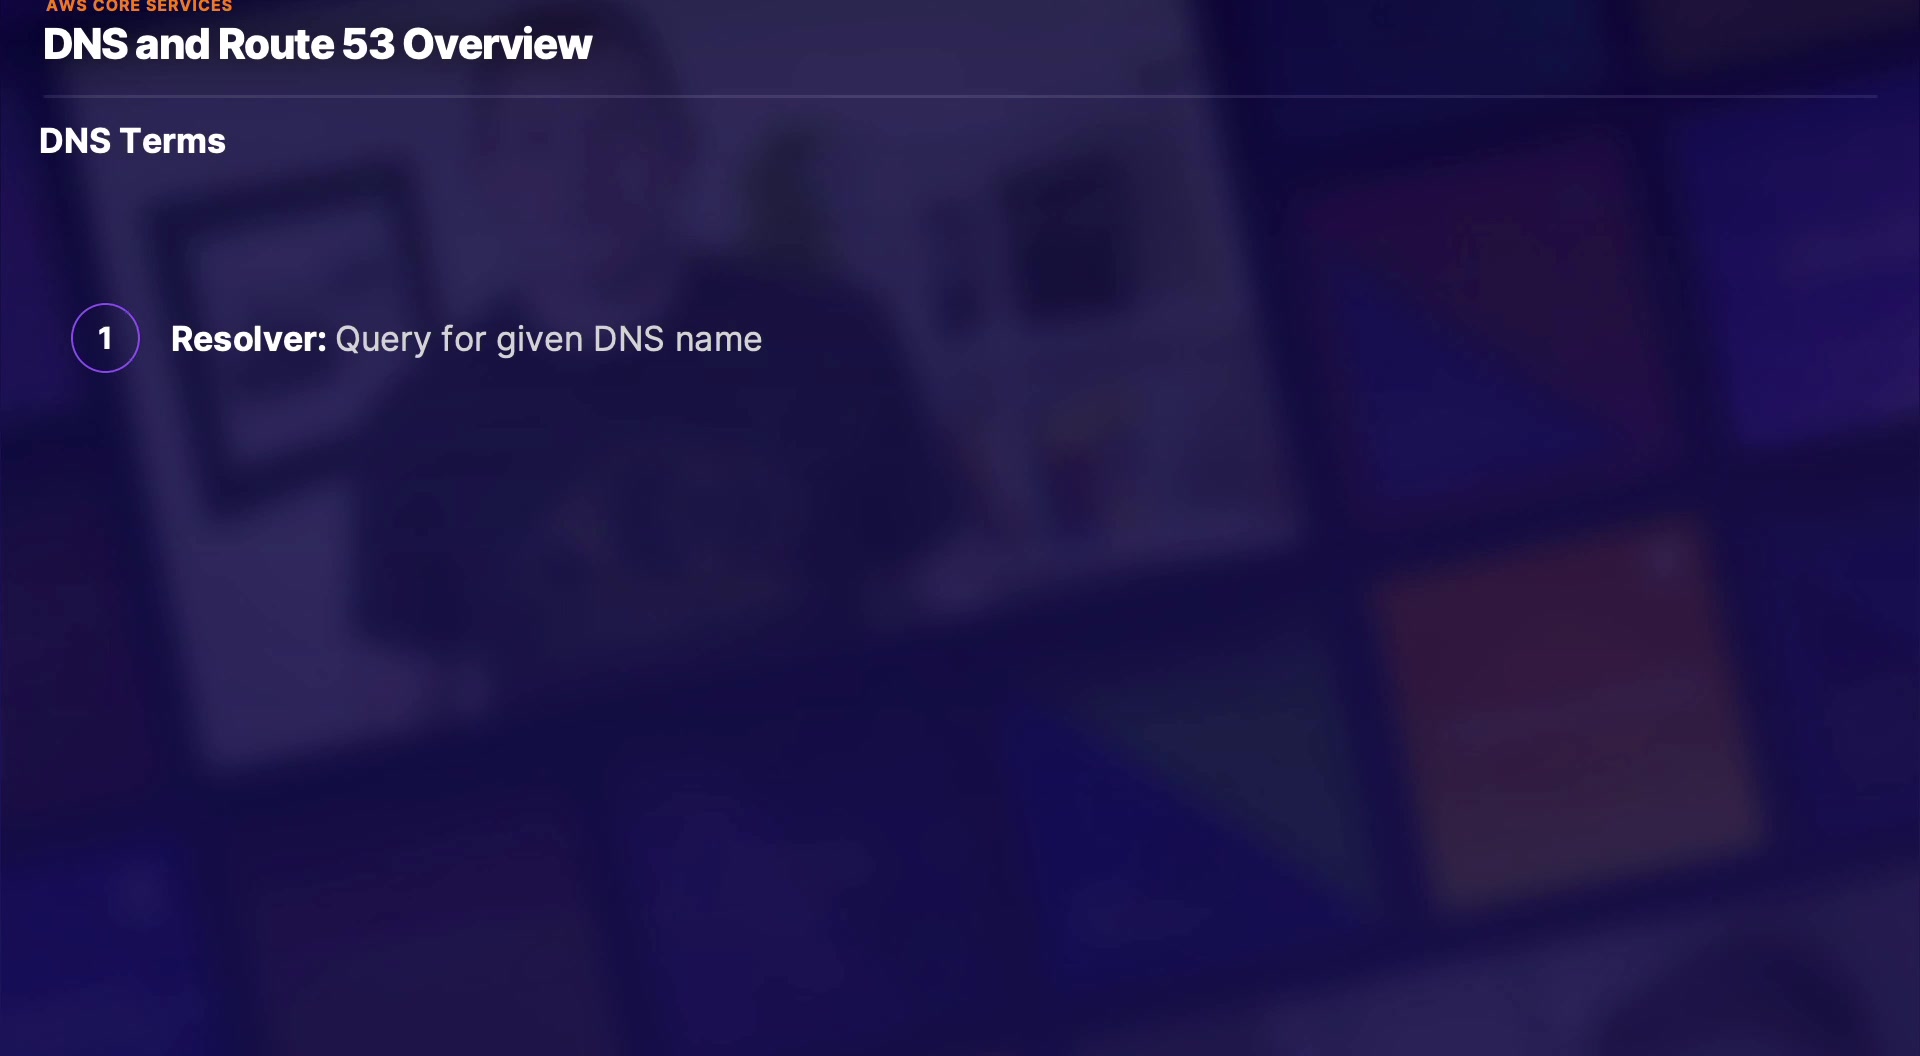 AWS CORE SERVICES
DNS and Route 53 Overview
DNS Terms
1 Resolver: Query for given DNS name